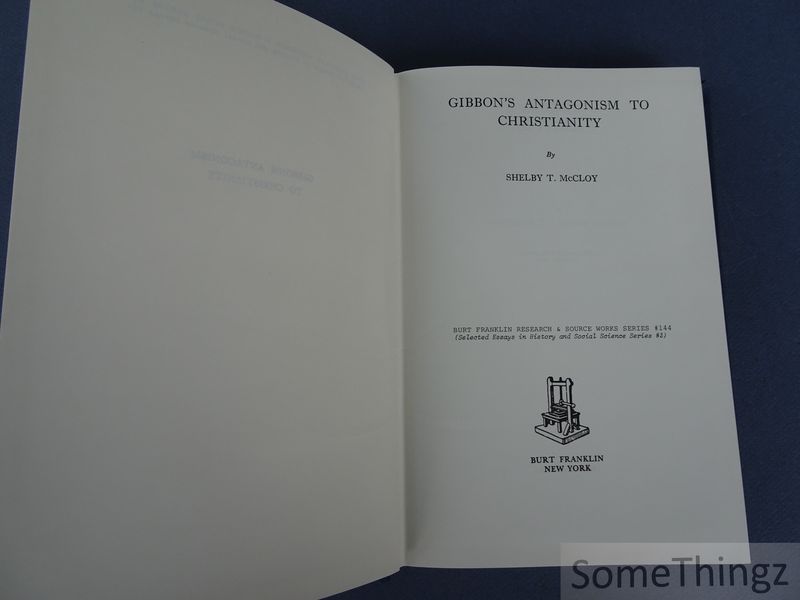 GIBBON'S ANTAGONISM TO
CHRISTIANITY
By
SHELBY T. McCLOY
BURT FRANKLIN RESEARCH & SOURCE WORKS SERIES #144
(Selected Essays in History and Social Science Series #2)
BURT FRANKLIN
NEW YORK
SomeThingz